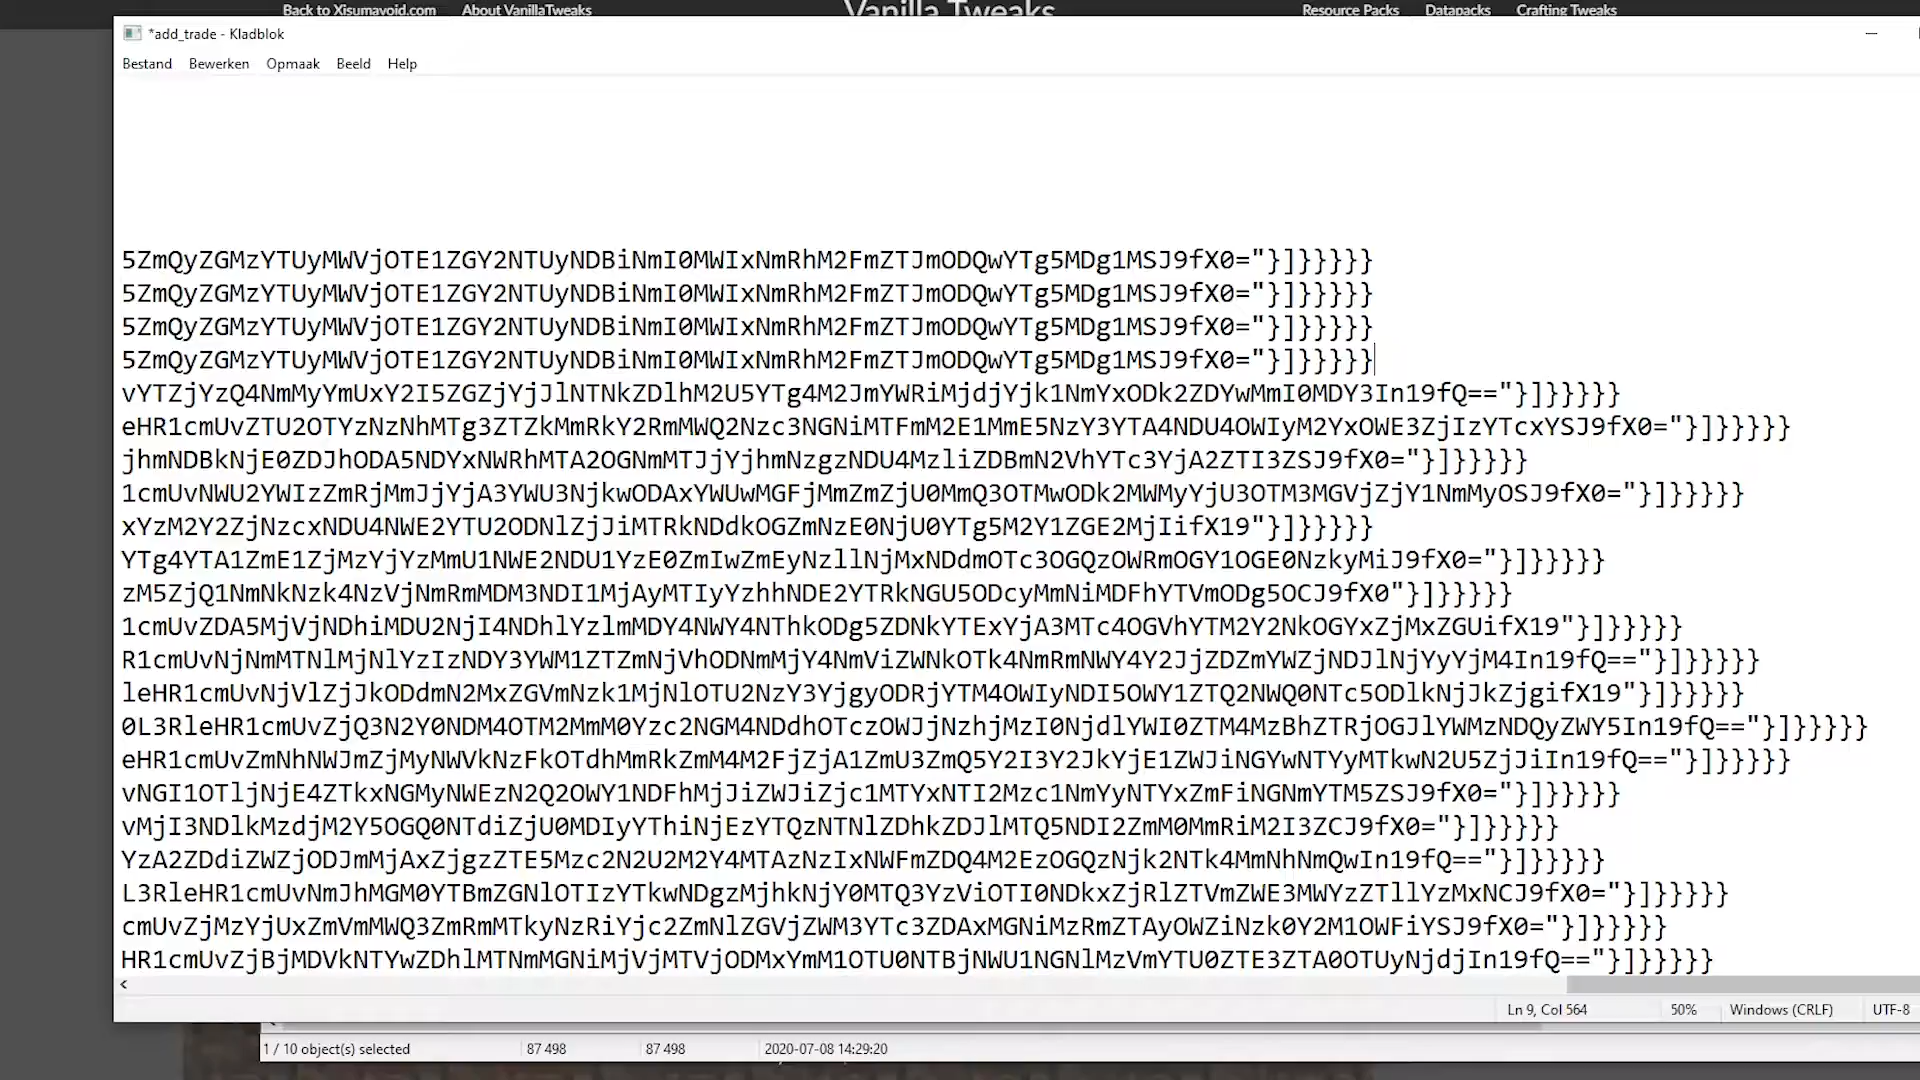 Back to Xisumavoid.com About VanillaTweaks Vanilla Tweaks Resource Packs Datapacks Crafting Tweaks
*add_trade - Kladblok
Bestand Bewerken Opmaak Beeld Help
5ZmQyZGMzYTUyMWVjOTE1ZGY2NTUyNDBiNmI0MWIxNmRhM2FmZTJmODQwYTg5MDg1MSJ9fX0="}]}}}}}
5ZmQyZGMzYTUyMWVjOTE1ZGY2NTUyNDBiNmI0MWIxNmRhM2FmZTJmODQwYTg5MDg1MSJ9fX0="}]}}}}}
5ZmQyZGMzYTUyMWVjOTE1ZGY2NTUyNDBiNmI0MWIxNmRhM2FmZTJmODQwYTg5MDg1MSJ9fX0="}]}}}}}
5ZmQyZGMzYTUyMWVjOTE1ZGY2NTUyNDBiNmI0MWIxNmRhM2FmZTJmODQwYTg5MDg1MSJ9fX0="}]}}}}}
vYTZjYzQ4NmMyYmUxY2I5ZGZjYjJlNTNkZDlhM2U5YTg4M2JmYWRiMjdjYjk1NmYxODk2ZDYwMmI0MDY3In19fQ=="}]}}}}}
eHR1cmUvZTU2OTYzNzNhMTg3ZTZkMmRkY2RmMWQ2Nzc3NGNiMTFmM2E1MmE5NzY3YTA4NDU4OWIyM2YxOWE3ZjIzYTcxYSJ9fX0="}]}}}}}
jhmNDBkNjE0ZDJhODA5NDYxNWRhMTA2OGNmMTJjYjhmNzgzNDU4MzliZDBmN2VhYTc3YjA2ZTI3ZSJ9fX0="}]}}}}}
1cmUvNWU2YWIzZmRjMmJjYjA3YWU3NjkwODAxYWUwMGFjMmZmZjU0MmQ3OTMwODk2MWMyYjU3OTM3MGVjZjY1NmMyOSJ9fX0="}]}}}}}
xYzM2Y2ZjNzcxNDU4NWE2YTU2ODNlZjJiMTRkNDdkOGZmNzE0NjU0YTg5M2Y1ZGE2MjIifX19"}]}}}}}
YTg4YTA1ZmE1ZjMzYjYzMmU1NWE2NDU1YzE0ZmIwZmEyNzllNjMxNDdmOTc3OGQzOWRmOGY1OGE0NzkyMiJ9fX0="}]}}}}}
zM5ZjQ1NmNkNzk4NzVjNmRmMDM3NDI1MjAyMTIyYzhhNDE2YTRkNGU5ODcyMmNiMDFhYTVmODg5OCJ9fX0"}]}}}}}
1cmUvZDA5MjVjNDhiMDU2NjI4NDhlYzlmMDY4NWY4NThkODg5ZDNkYTExYjA3MTc4OGVhYTM2Y2NkOGYxZjMxZGUifX19"}]}}}}}
R1cmUvNjNmMTNlMjNlYzIzNDY3YWM1ZTZmNjVhODNmMjY4NmViZWNkOTk4NmRmNWY4Y2JjZDZmYWZjNDJlNjYyYjM4In19fQ=="}]}}}}}
leHR1cmUvNjVlZjJkODdmN2MxZGVmNzk1MjNlOTU2NzY3YjgyODRjYTM4OWIyNDI5OWY1ZTQ2NWQ0NTc5ODlkNjJkZjgifX19"}]}}}}}
0L3RleHR1cmUvZjQ3N2Y0NDM4OTM2MmM0Yzc2NGM4NDdhOTczOWJjNzhjMzI0NjdlYWI0ZTM4MzBhZTRjOGJlYWMzNDQyZWY5In19fQ=="}]}}}}}
eHR1cmUvZmNhNWJmZjMyNWVkNzFkOTdhMmRkZmM4M2FjZjA1ZmU3ZmQ5Y2I3Y2JkYjE1ZWJiNGYwNTYyMTkwN2U5ZjJiIn19fQ=="}]}}}}}
vNGI1OTljNjE4ZTkxNGMyNWEzN2Q2OWY1NDFhMjJiZWJiZjc1MTYxNTI2Mzc1NmYyNTYxZmFiNGNmYTM5ZSJ9fX0="}]}}}}}
vMjI3NDlkMzdjM2Y5OGQ0NTdiZjU0MDIyYThiNjEzYTQzNTNlZDhkZDJlMTQ5NDI2ZmM0MmRiM2I3ZCJ9fX0="}]}}}}}
YzA2ZDdiZWZjODJmMjAxZjgzZTE5Mzc2N2U2M2Y4MTAzNzIxNWFmZDQ4M2EzOGQzNjk2NTk4MmNhNmQwIn19fQ=="}]}}}}}
L3RleHR1cmUvNmJhMGM0YTBmZGNlOTIzYTkwNDgzMjhkNjY0MTQ3YzViOTI0NDkxZjRlZTVmZWE3MWYzZTllYzMxNCJ9fX0="}]}}}}}
cmUvZjMzYjUxZmVmMWQ3ZmRmMTkyNzRiYjc2ZmNlZGVjZWM3YTc3ZDAxMGNiMzRmZTAyOWZiNzk0Y2M1OWFiYSJ9fX0="}]}}}}}
HR1cmUvZjBjMDVkNTYwZDhlMTNmMGNiMjVjMTVjODMxYmM1OTU0NTBjNWU1NGNlMzVmYTU0ZTE3ZTA0OTUyNjdjIn19fQ=="}]}}}}}
Ln 9, Col 564 50% Windows (CRLF) UTF-8
1 / 10 object(s) selected 87 498 87 498 2020-07-08 14:29:20